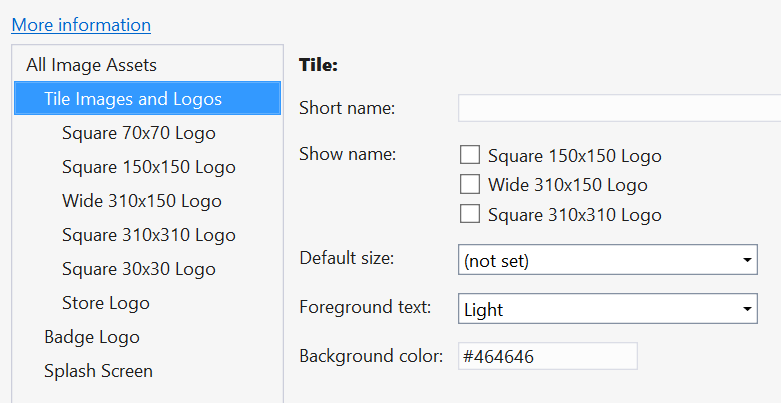 More information
All Image Assets
Tile Images and Logos
Square 70x70 Logo
Square 150x150 Logo
Wide 310x150 Logo
Square 310x310 Logo
Square 30x30 Logo
Store Logo
Badge Logo
Splash Screen
Tile:
Short name:
Show name:
Square 150x150 Logo
Wide 310x150 Logo
Square 310x310 Logo
Default size: (not set)
Foreground text: Light
Background color: #464646